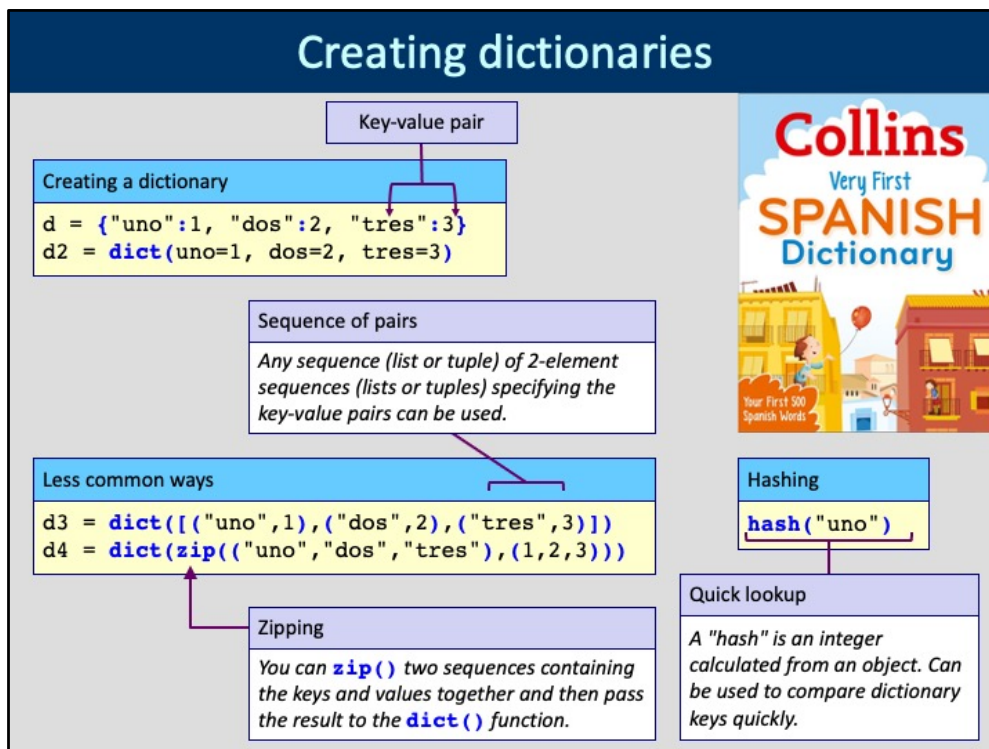 Creating dictionaries
Key-value pair
Creating a dictionary
d = {"uno":1, "dos":2, "tres":3}
d2 = dict(uno=1, dos=2, tres=3)
Collins
Very First
SPANISH
Dictionary
Your First 500
Spanish Words
Sequence of pairs
Any sequence (list or tuple) of 2-element
sequences (lists or tuples) specifying the
key-value pairs can be used.
Less common ways
d3 = dict([("uno",1),("dos",2),("tres",3)])
d4 = dict(zip(("uno","dos","tres"),(1,2,3)))
Hashing
hash("uno")
Zipping
You can zip() two sequences containing
the keys and values together and then pass
the result to the dict() function.
Quick lookup
A "hash" is an integer
calculated from an object. Can
be used to compare dictionary
keys quickly.